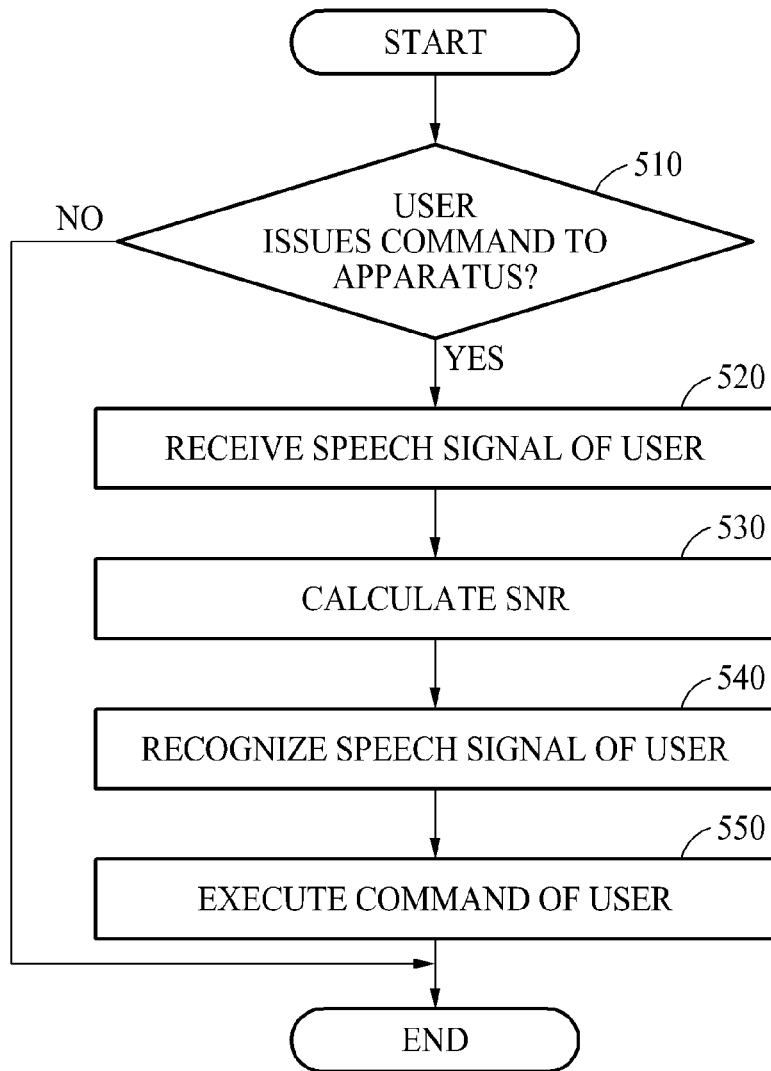 START
510
USER
ISSUES COMMAND TO
APPARATUS?
NO
YES
520
RECEIVE SPEECH SIGNAL OF USER
530
CALCULATE SNR
540
RECOGNIZE SPEECH SIGNAL OF USER
550
EXECUTE COMMAND OF USER
END